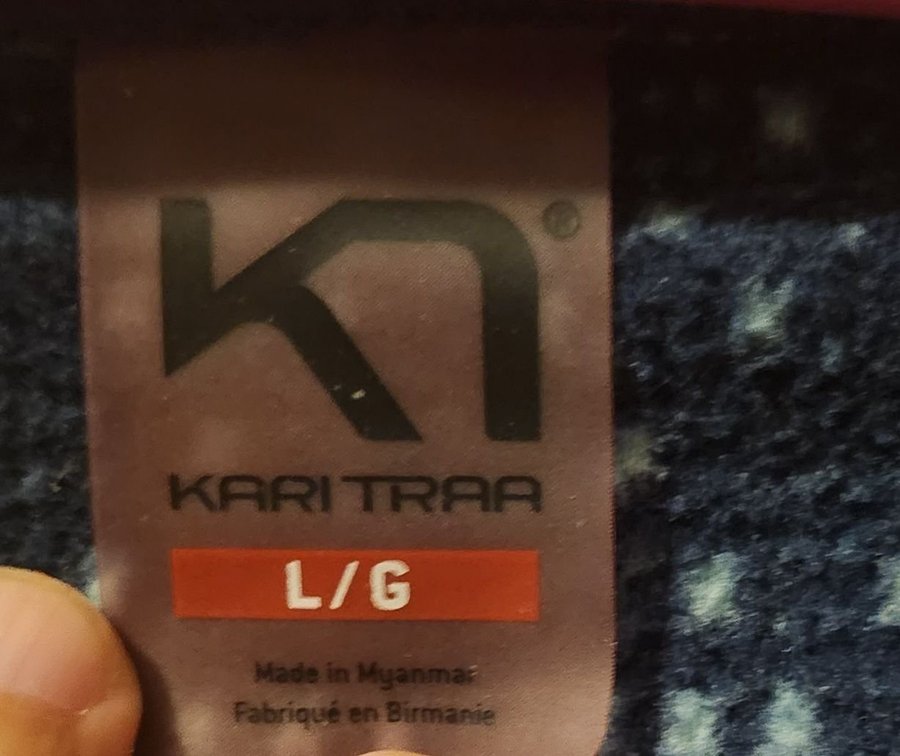 ®
KARI TRAA
L/G
Made in Myanmar
Fabriqué en Birmanie